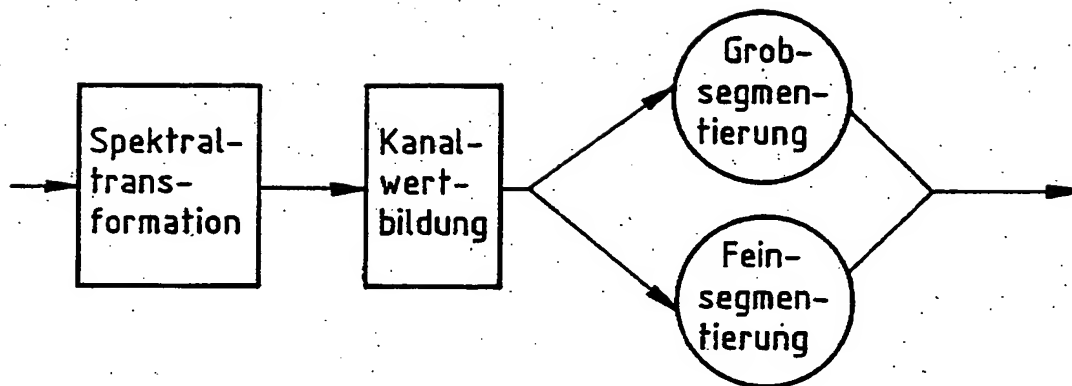 Spektral-
trans-
formation
Kanal-
wert-
bildung
Grob-
segmen-
tierung
Fein-
segmen-
tierung